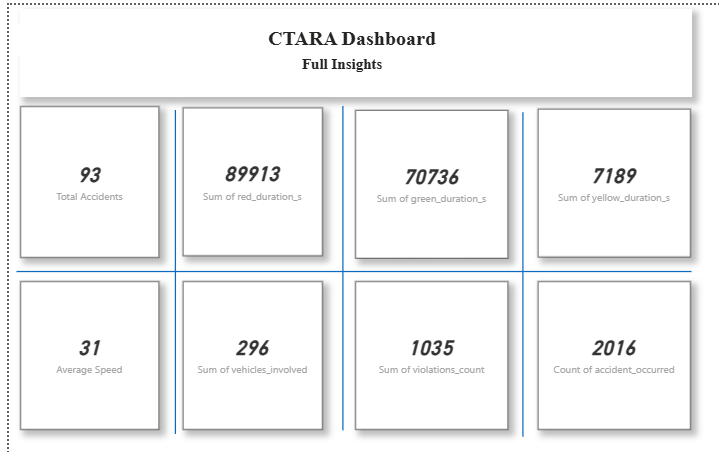 CTARA Dashboard
Full Insights
93
Total Accidents
89913
Sum of red_duration_s
70736
Sum of green_duration_s
7189
Sum of yellow_duration_s
31
Average Speed
296
Sum of vehicles_involved
1035
Sum of violations_count
2016
Count of accident_occurred